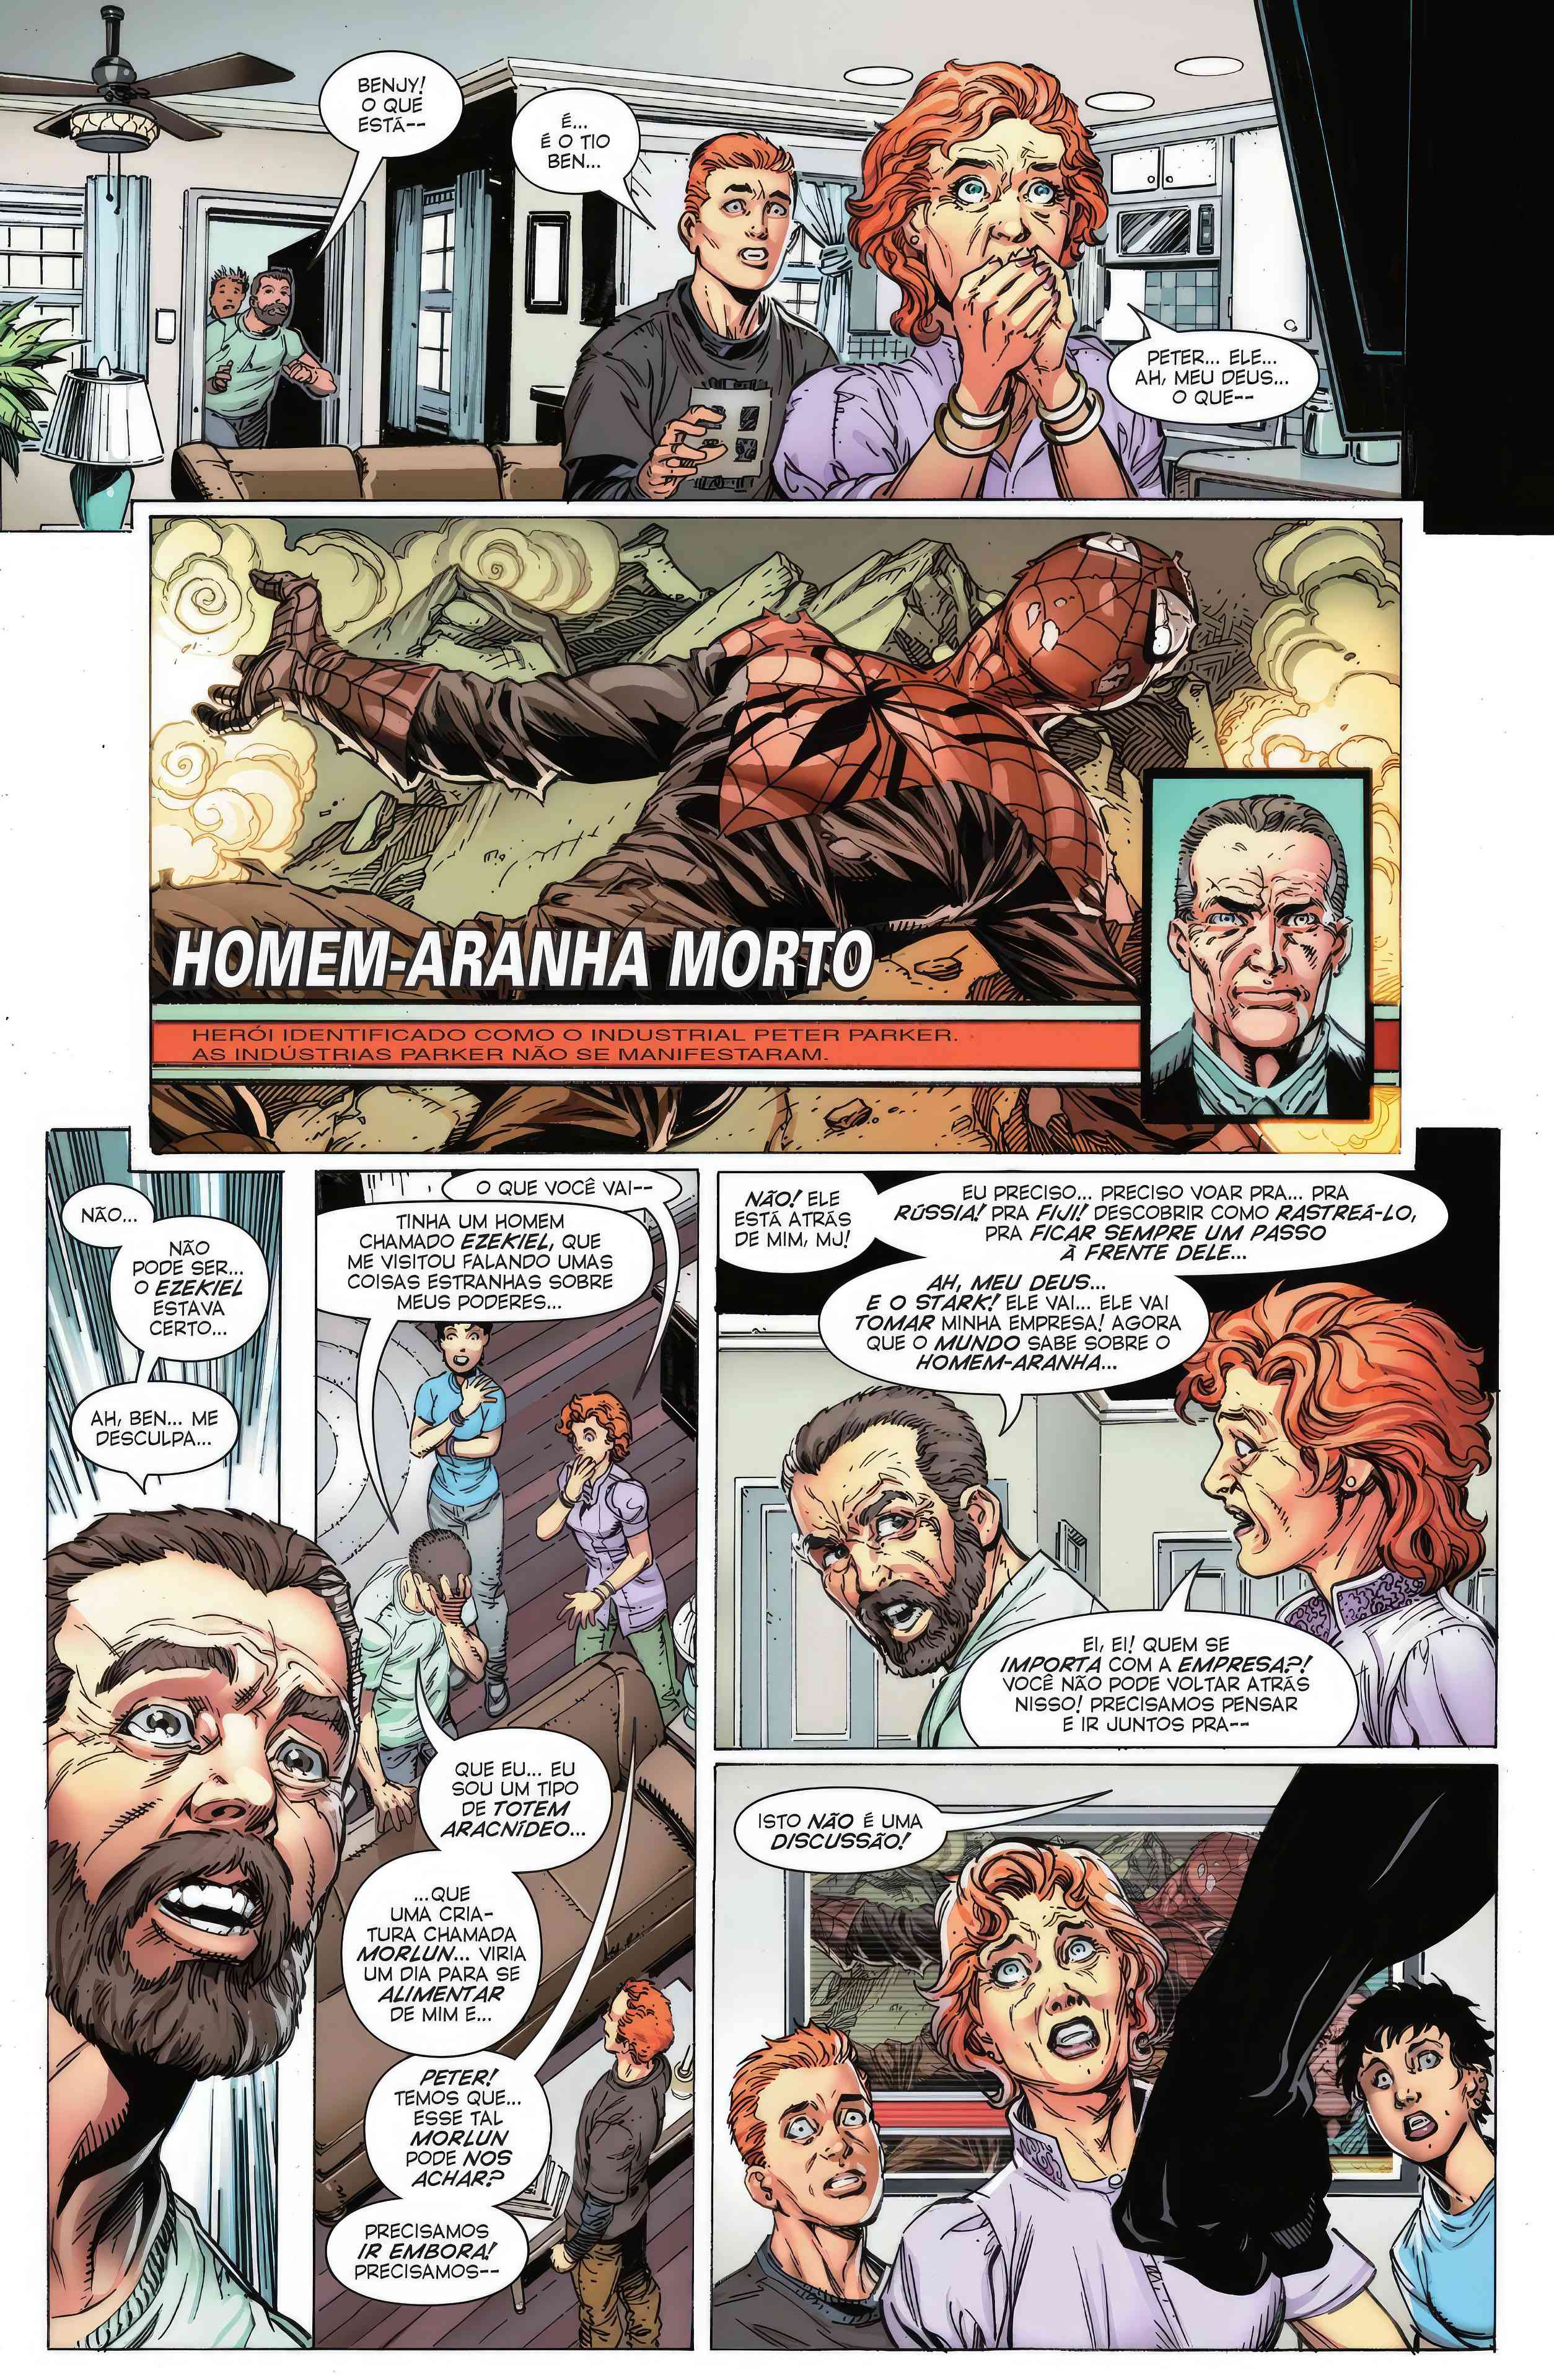 BENJY!
O QUE
ESTÁ--
É...
É O TIO
BEN...
PETER... ELE...
AH, MEU DEUS...
O QUE--
HOMEM-ARANHA MORTO
HERÓI IDENTIFICADO COMO O INDUSTRIAL PETER PARKER.
AS INDÚSTRIAS PARKER NÃO SE MANIFESTARAM.
NÃO...
NÃO
PODE SER...
O EZEKIEL
ESTAVA
CERTO...
AH, BEN... ME
DESCULPA...
O QUE VOCÊ VAI--
TINHA UM HOMEM
CHAMADO EZEKIEL, QUE
ME VISITOU FALANDO UMAS
COISAS ESTRANHAS SOBRE
MEUS PODERES...
QUE EU... EU
SOU UM TIPO
DE TOTEM
ARACNÍDEO...
...QUE
UMA CRIA-
TURA CHAMADA
MORLUN... VIRIA
UM DIA PARA SE
ALIMENTAR
DE MIM E...
PETER!
TEMOS QUE...
ESSE TAL
MORLUN
PODE NOS
ACHAR?
PRECISAMOS
IR EMBORA!
PRECISAMOS--
NÃO! ELE
ESTÁ ATRÁS
DE MIM, MJ!
EU PRECISO... PRECISO VOAR PRA... PRA
RÚSSIA! PRA FIJI! DESCOBRIR COMO RASTREÁ-LO,
PRA FICAR SEMPRE UM PASSO
À FRENTE DELE...
AH, MEU DEUS...
E O STARK! ELE VAI... ELE VAI
TOMAR MINHA EMPRESA! AGORA
QUE O MUNDO SABE SOBRE O
HOMEM-ARANHA...
EI, EI! QUEM SE
IMPORTA COM A EMPRESA?!
VOCÊ NÃO PODE VOLTAR ATRÁS
NISSO! PRECISAMOS PENSAR
E IR JUNTOS PRA--
ISTO NÃO É UMA
DISCUSSÃO!